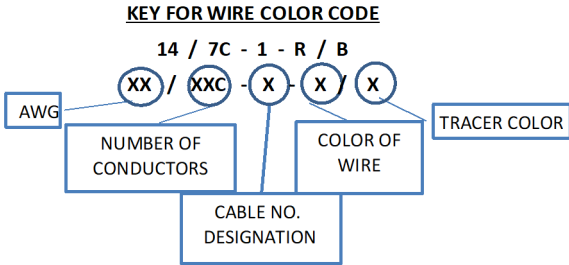 KEY FOR WIRE COLOR CODE
14 / 7C - 1 - R / B
XX / XXC - X - X / X
AWG
NUMBER OF
CONDUCTORS
CABLE NO.
DESIGNATION
COLOR OF
WIRE
TRACER COLOR